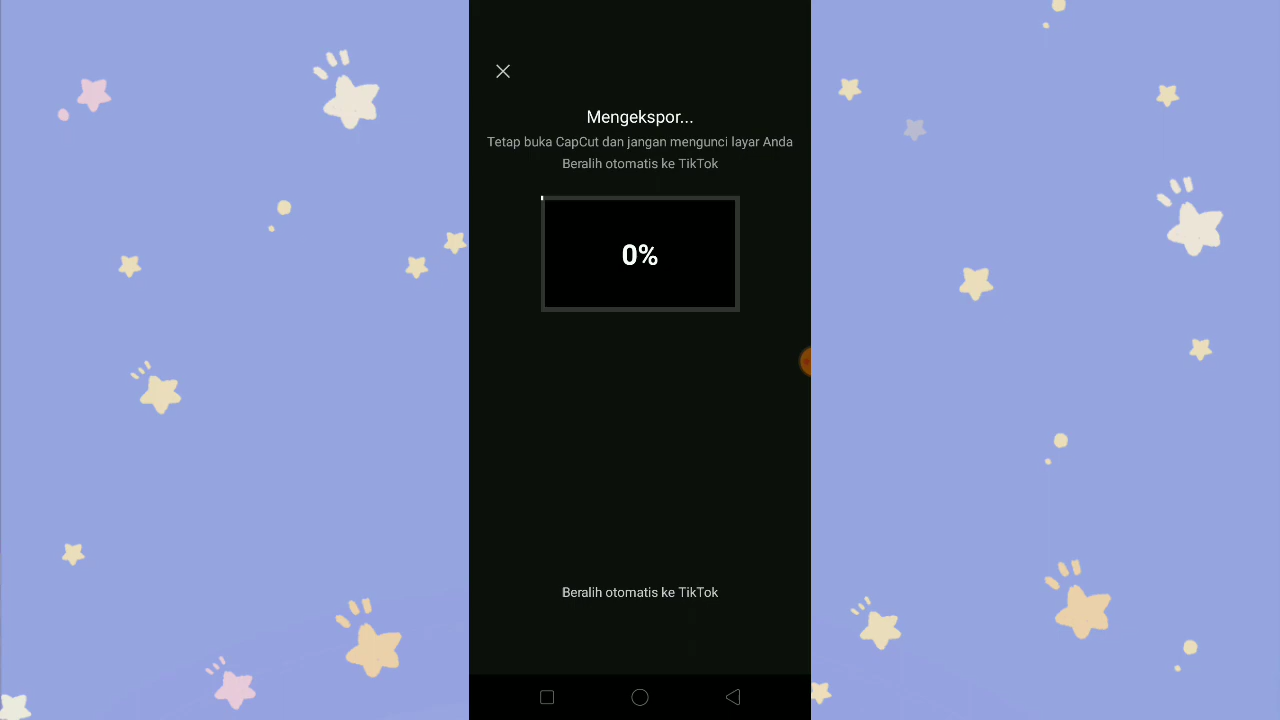 Mengekspor...
Tetap buka CapCut dan jangan mengunci layar Anda
Beralih otomatis ke TikTok
0%
Beralih otomatis ke TikTok